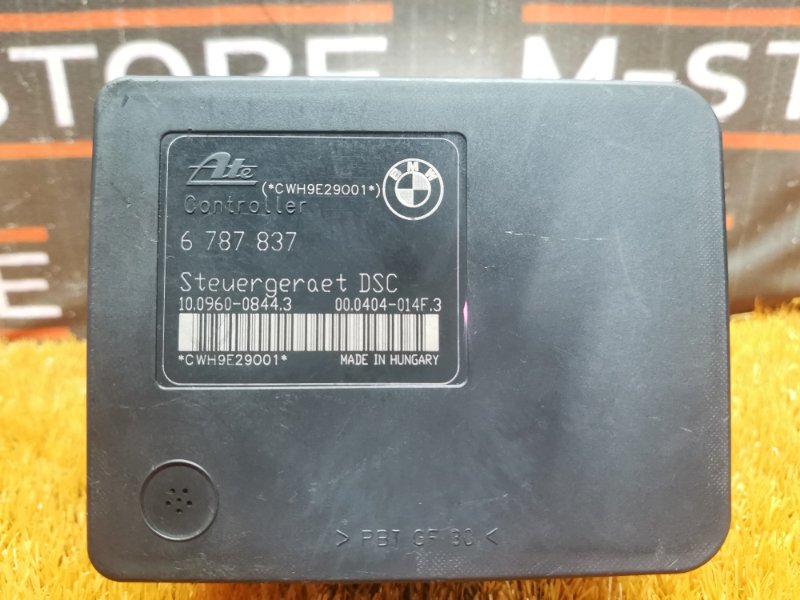 STORE M-ST
Ate
(*CWH9E29001*)
BMW
Controller
6 787 837
Steuergeraet DSC
10.0960-0844.3 00.0404-014F.3
*CWH9E29001* MADE IN HUNGARY
> PBT GF 30 <